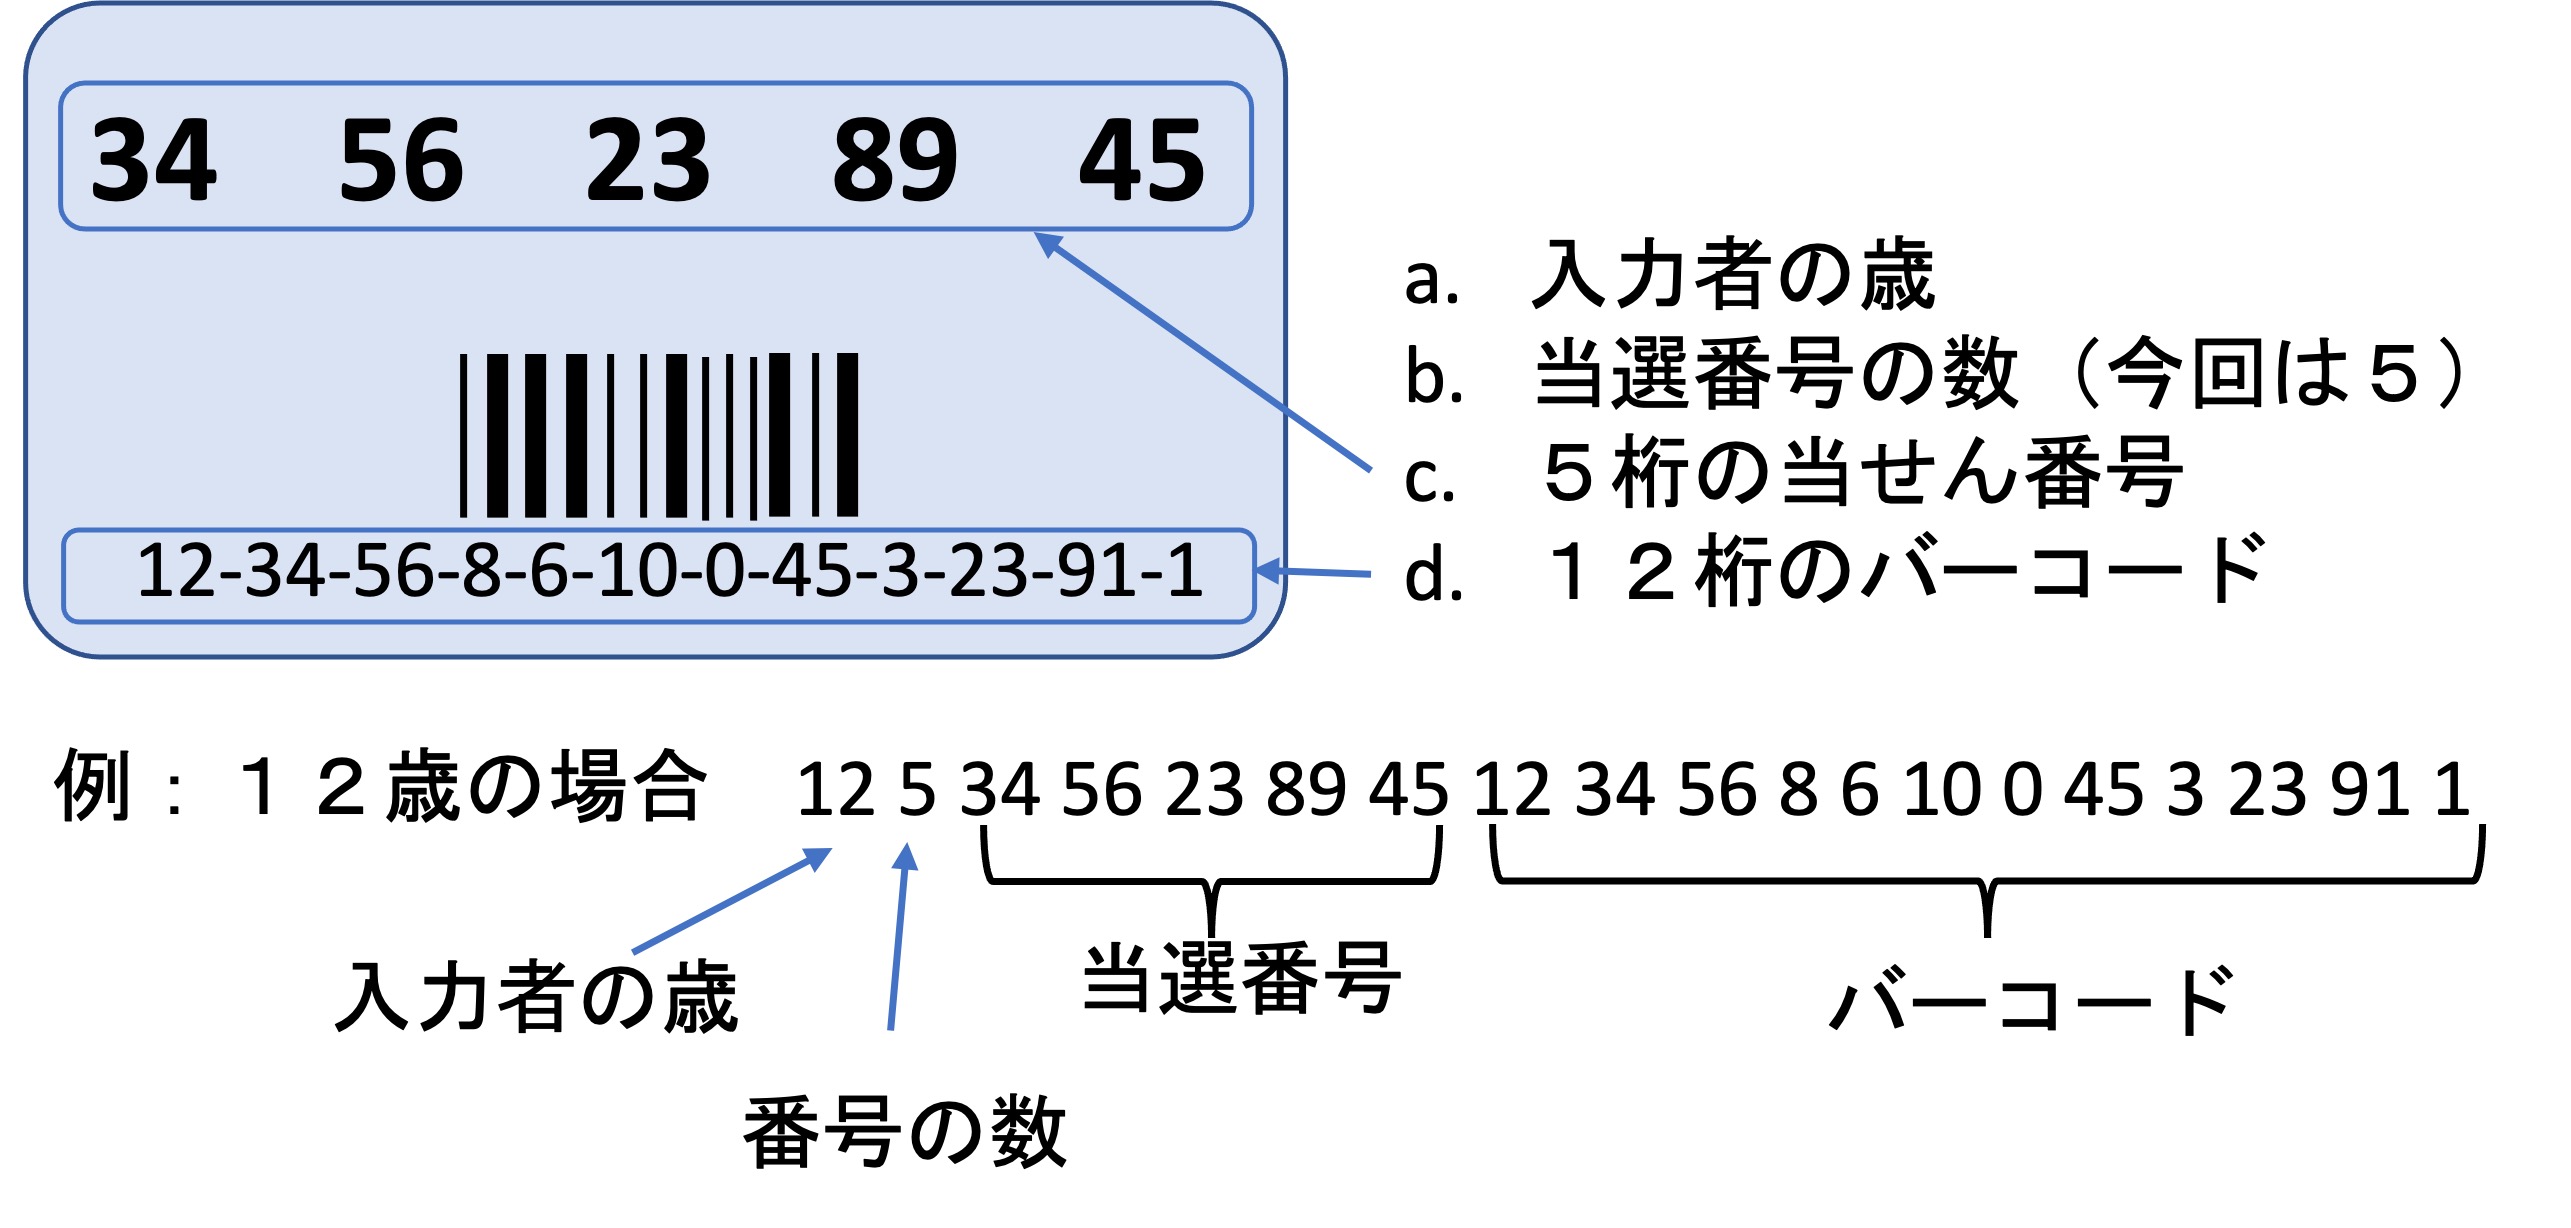 34 56 23 89 45
12-34-56-8-6-10-0-45-3-23-91-1
a. 入力者の歳
b. 当選番号の数（今回は５）
c. ５桁の当せん番号
d. １２桁のバーコード
例：１２歳の場合 12 5 34 56 23 89 45 12 34 56 8 6 10 0 45 3 23 91 1
入力者の歳
番号の数
当選番号
バーコード